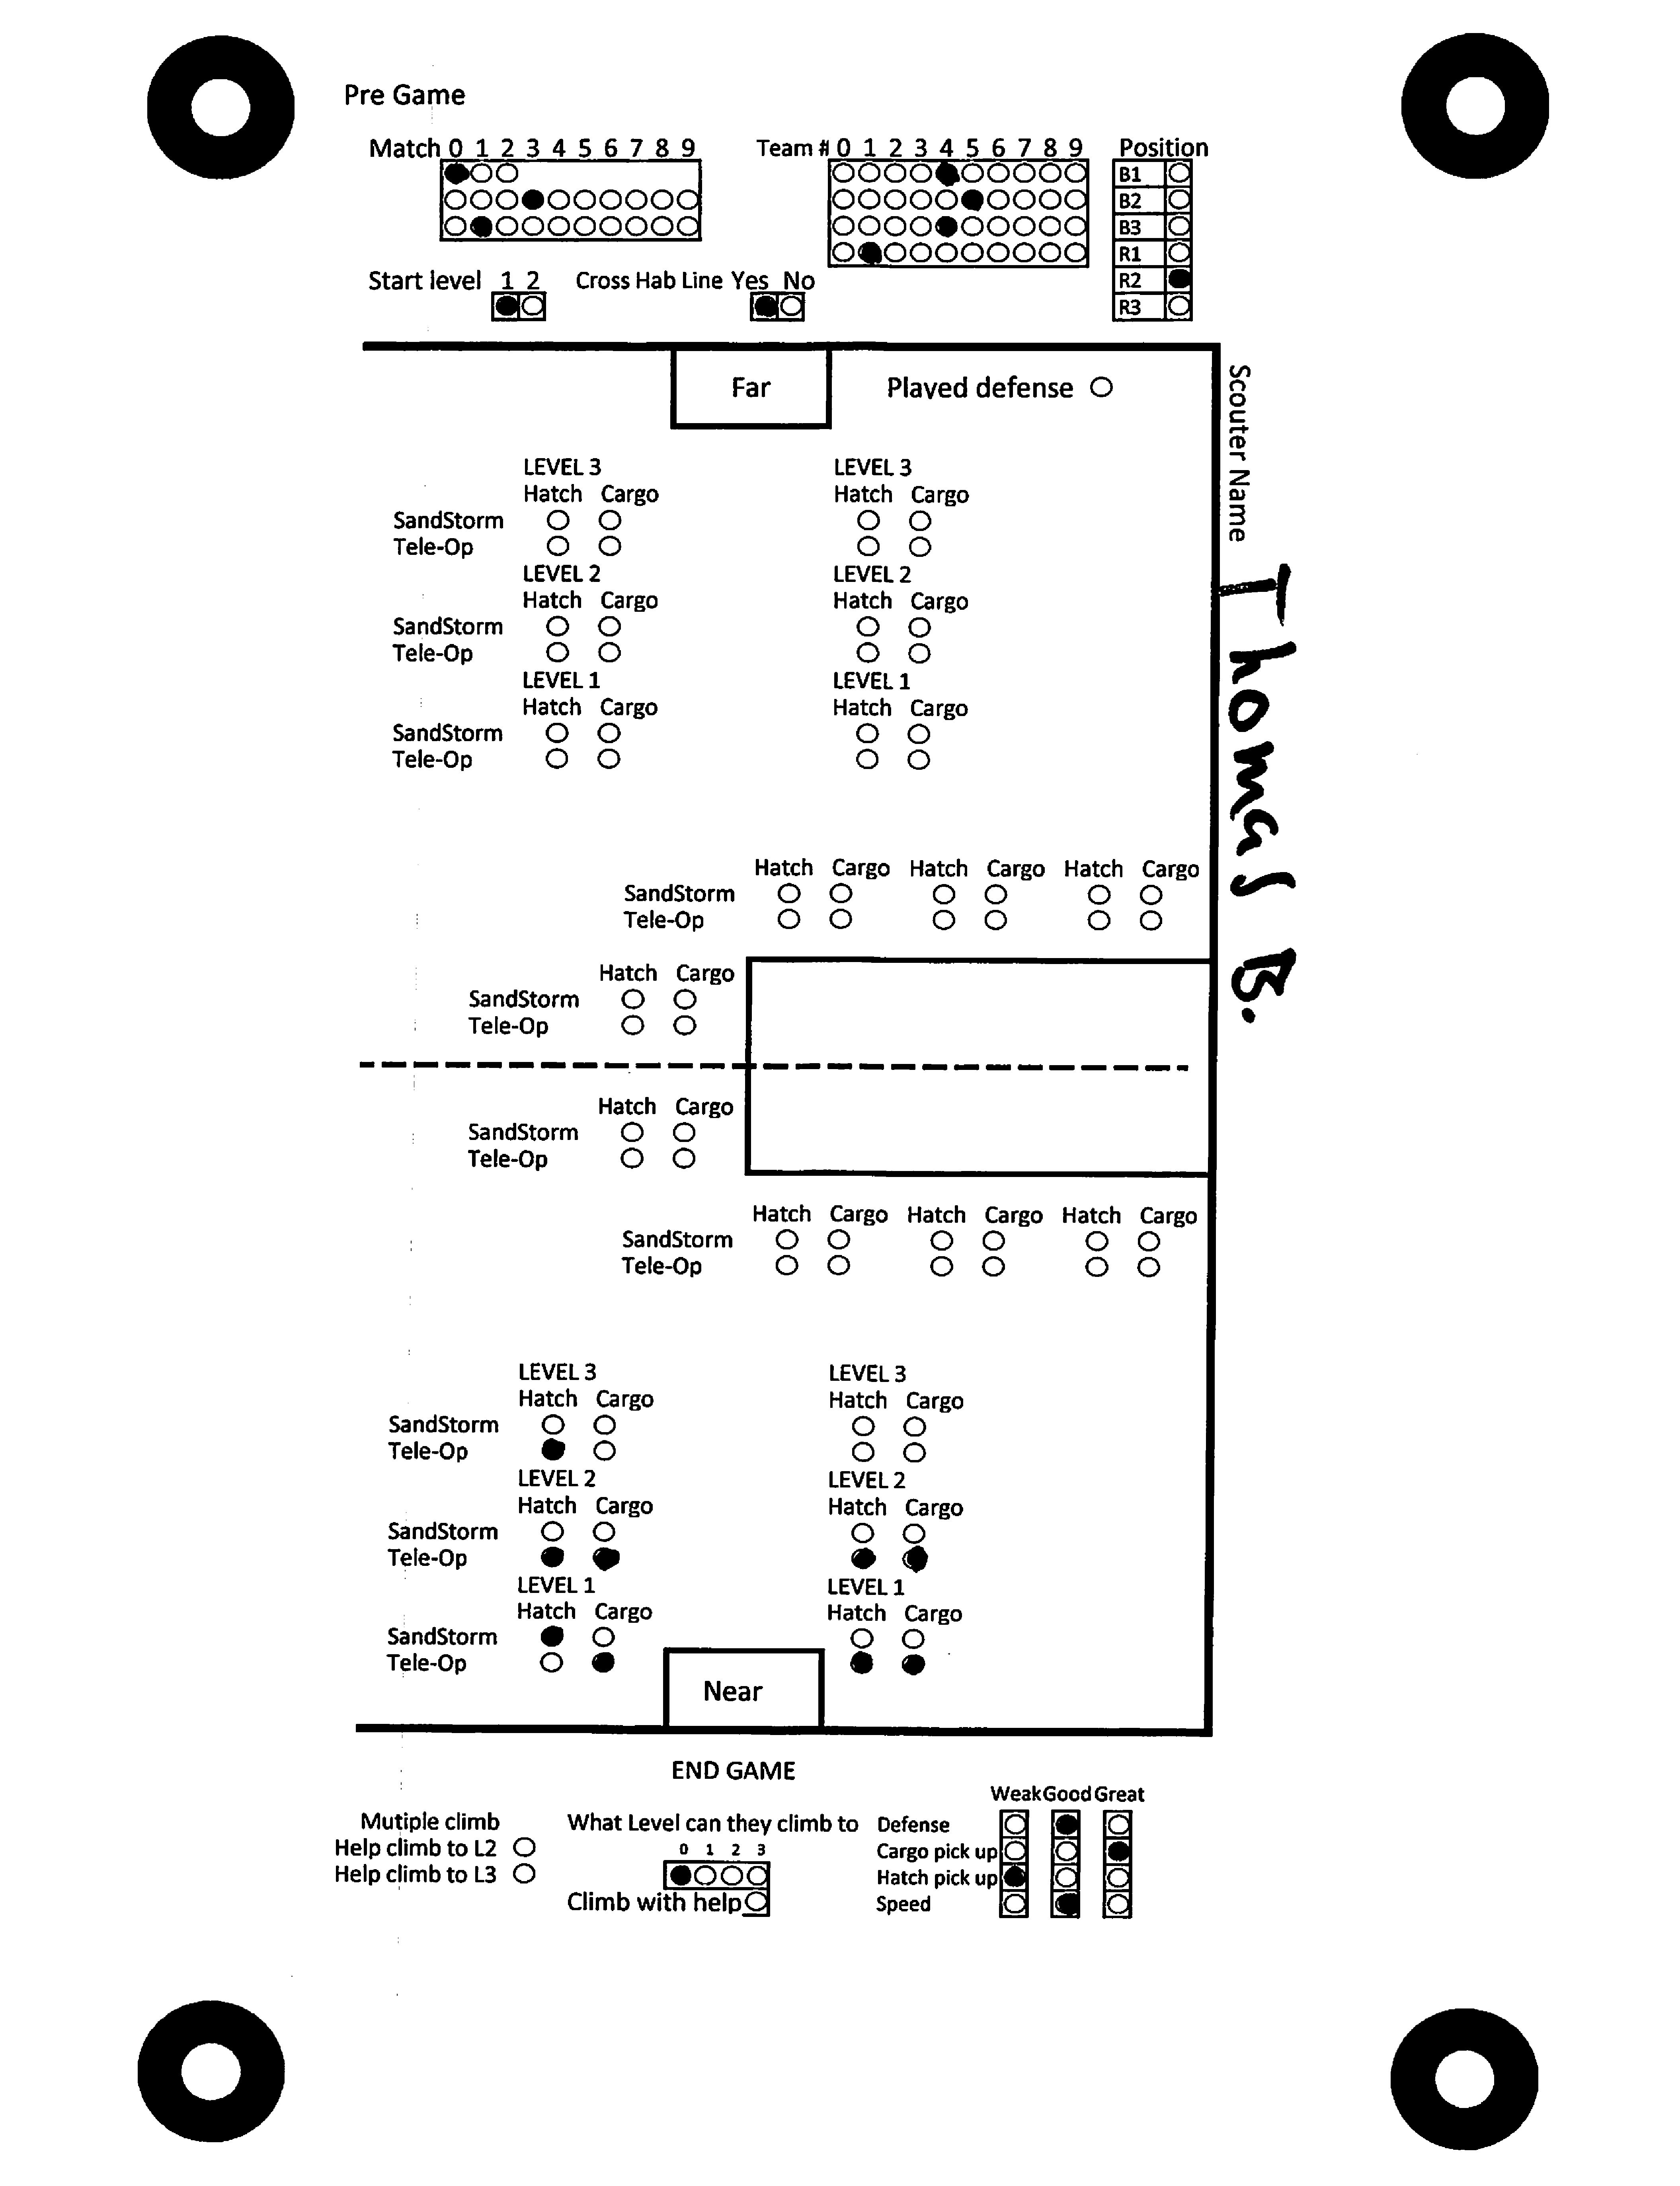 Pre Game
Match 0 1 2 3 4 5 6 7 8 9
Team # 0 1 2 3 4 5 6 7 8 9
Position
B1
B2
B3
R1
R2
R3
Start level 1 2
Cross Hab Line Yes No
Far
Played defense
Scouter Name Thomas B.
LEVEL 3 LEVEL 3
Hatch Cargo Hatch Cargo
SandStorm
Tele-Op
LEVEL 2 LEVEL 2
Hatch Cargo Hatch Cargo
SandStorm
Tele-Op
LEVEL 1 LEVEL 1
Hatch Cargo Hatch Cargo
SandStorm
Tele-Op
Hatch Cargo Hatch Cargo Hatch Cargo
SandStorm
Tele-Op
Hatch Cargo
SandStorm
Tele-Op
Hatch Cargo
SandStorm
Tele-Op
Hatch Cargo Hatch Cargo Hatch Cargo
SandStorm
Tele-Op
LEVEL 3 LEVEL 3
Hatch Cargo Hatch Cargo
SandStorm
Tele-Op
LEVEL 2 LEVEL 2
Hatch Cargo Hatch Cargo
SandStorm
Tele-Op
LEVEL 1 LEVEL 1
Hatch Cargo Hatch Cargo
SandStorm
Tele-Op
Near
END GAME
Mutiple climb
Help climb to L2
Help climb to L3
What Level can they climb to
0 1 2 3
Climb with help
Weak Good Great
Defense
Cargo pick up
Hatch pick up
Speed